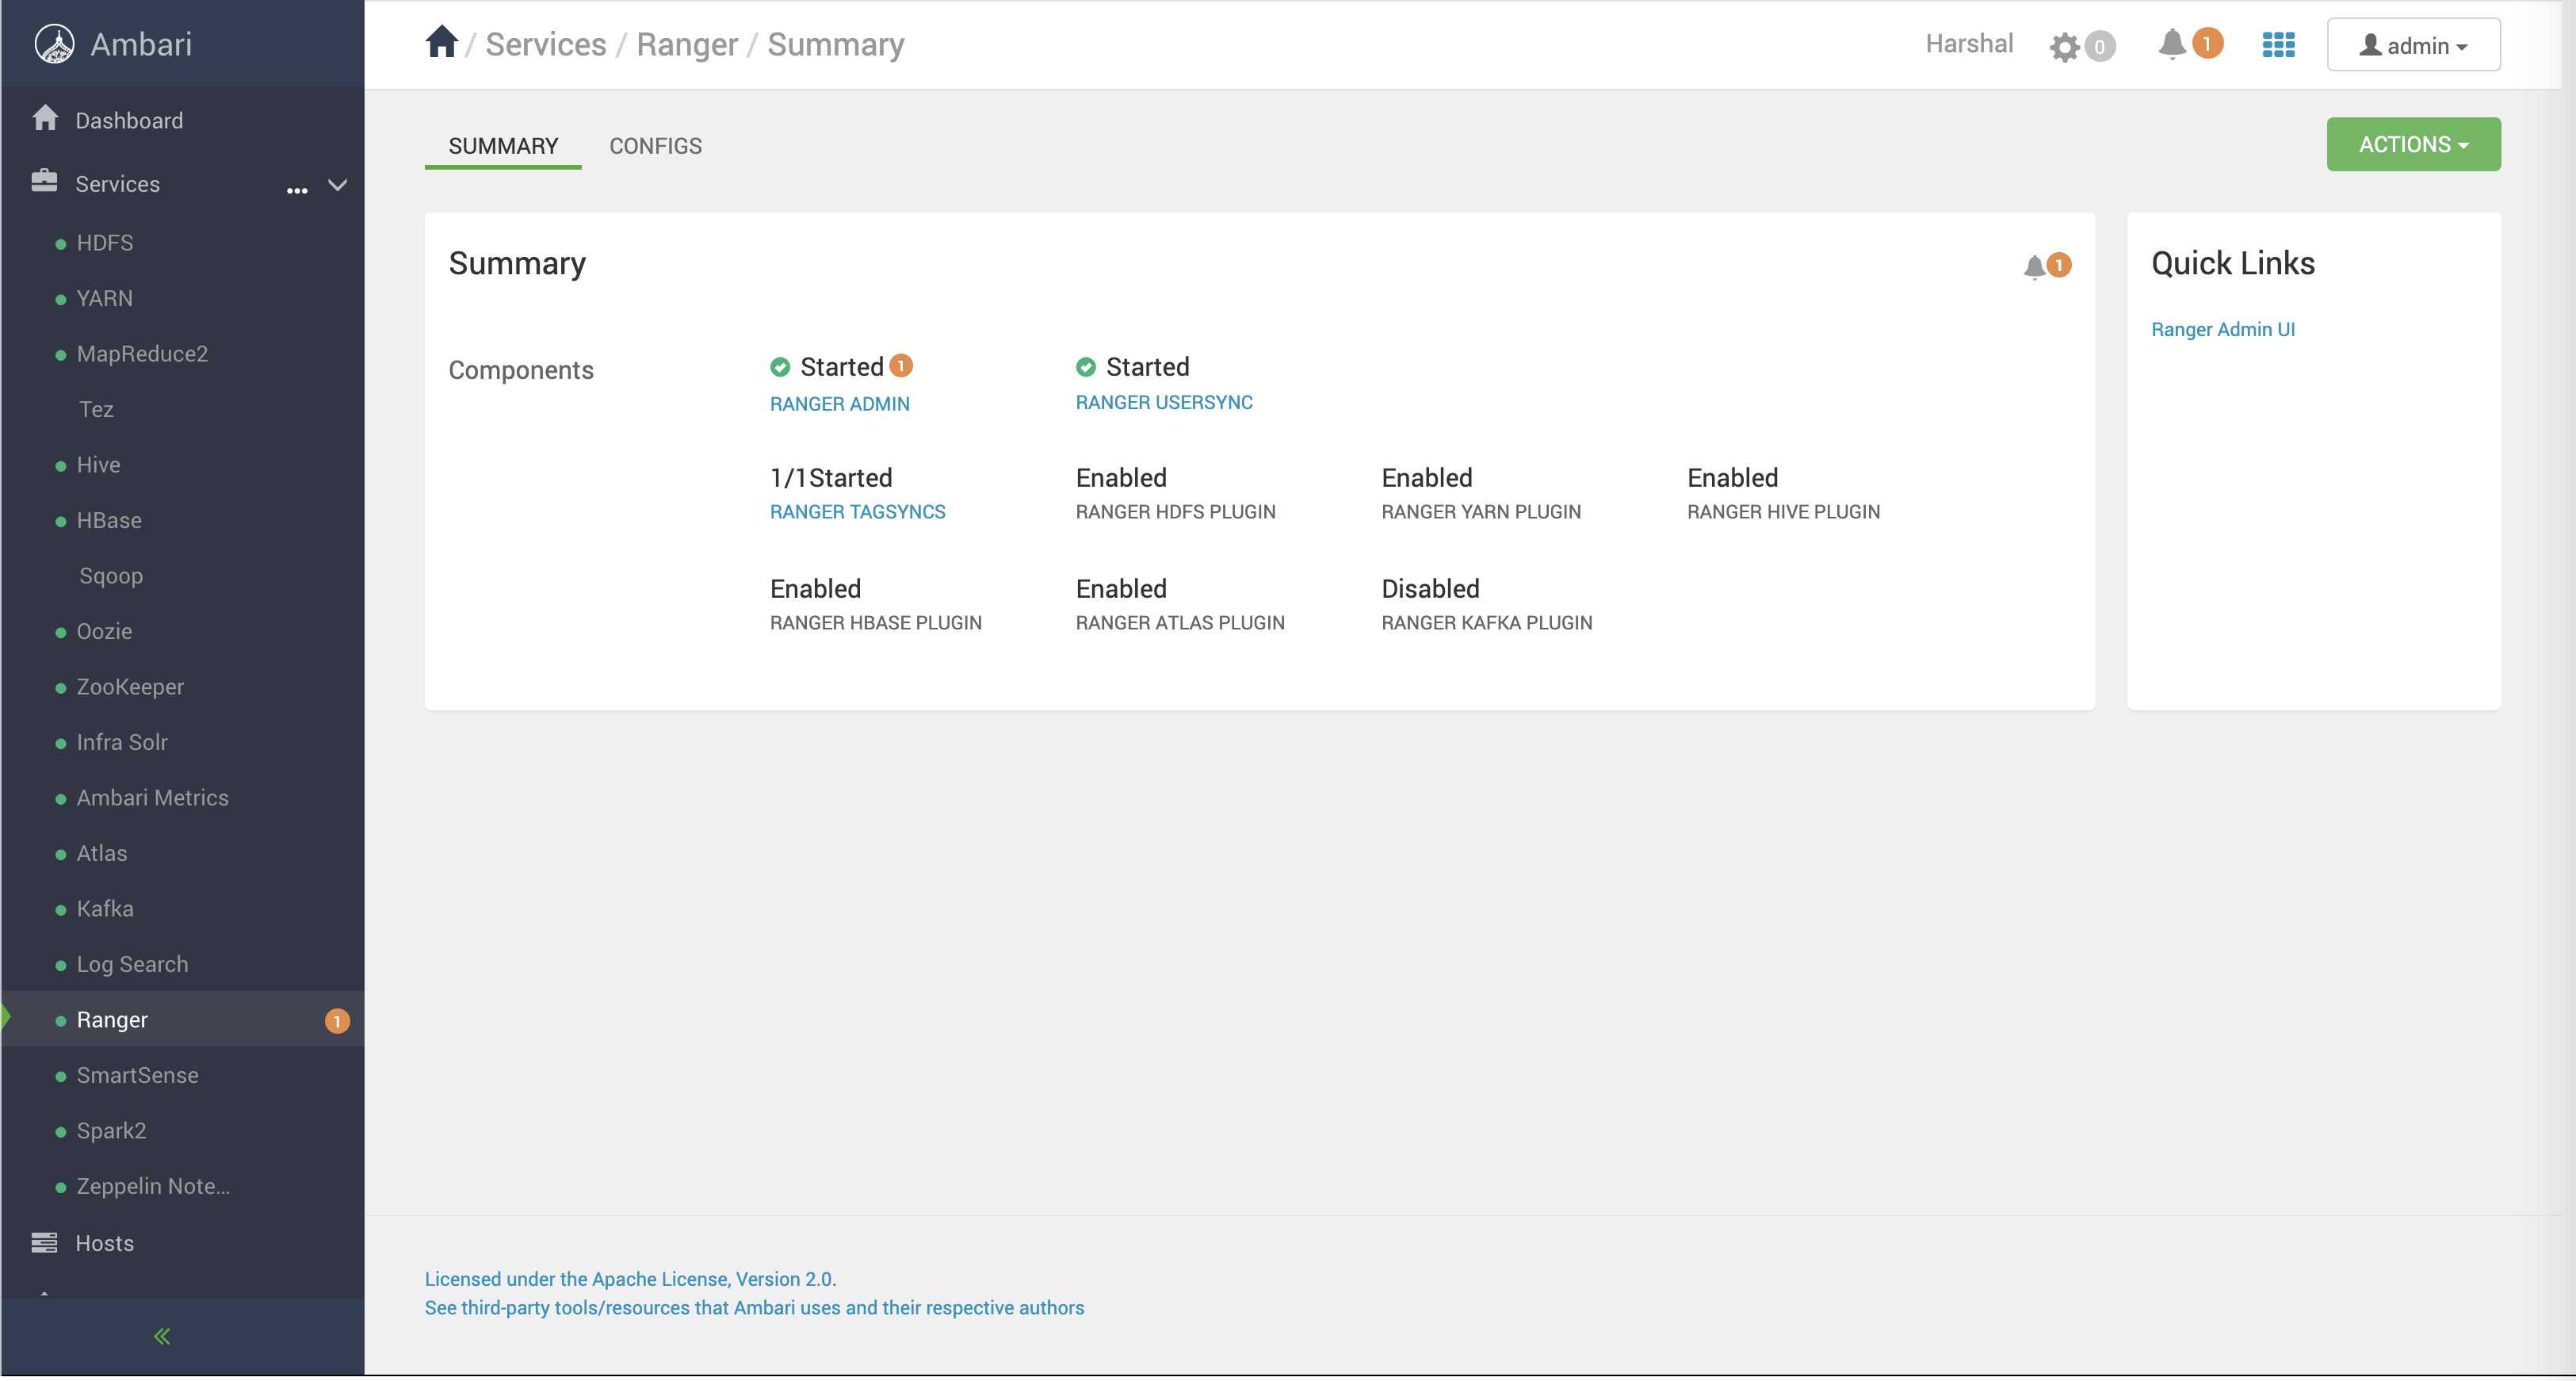 Ambari
Dashboard
Services ...
HDFS
YARN
MapReduce2
Tez
Hive
HBase
Sqoop
Oozie
ZooKeeper
Infra Solr
Ambari Metrics
Atlas
Kafka
Log Search
Ranger 1
SmartSense
Spark2
Zeppelin Note...
Hosts
/ Services / Ranger / Summary
Harshal 0 1 admin
SUMMARY CONFIGS
ACTIONS
Summary 1
Components
Started 1 Started
RANGER ADMIN RANGER USERSYNC
1/1Started Enabled Enabled Enabled
RANGER TAGSYNCS RANGER HDFS PLUGIN RANGER YARN PLUGIN RANGER HIVE PLUGIN
Enabled Enabled Disabled
RANGER HBASE PLUGIN RANGER ATLAS PLUGIN RANGER KAFKA PLUGIN
Quick Links
Ranger Admin UI
Licensed under the Apache License, Version 2.0.
See third-party tools/resources that Ambari uses and their respective authors